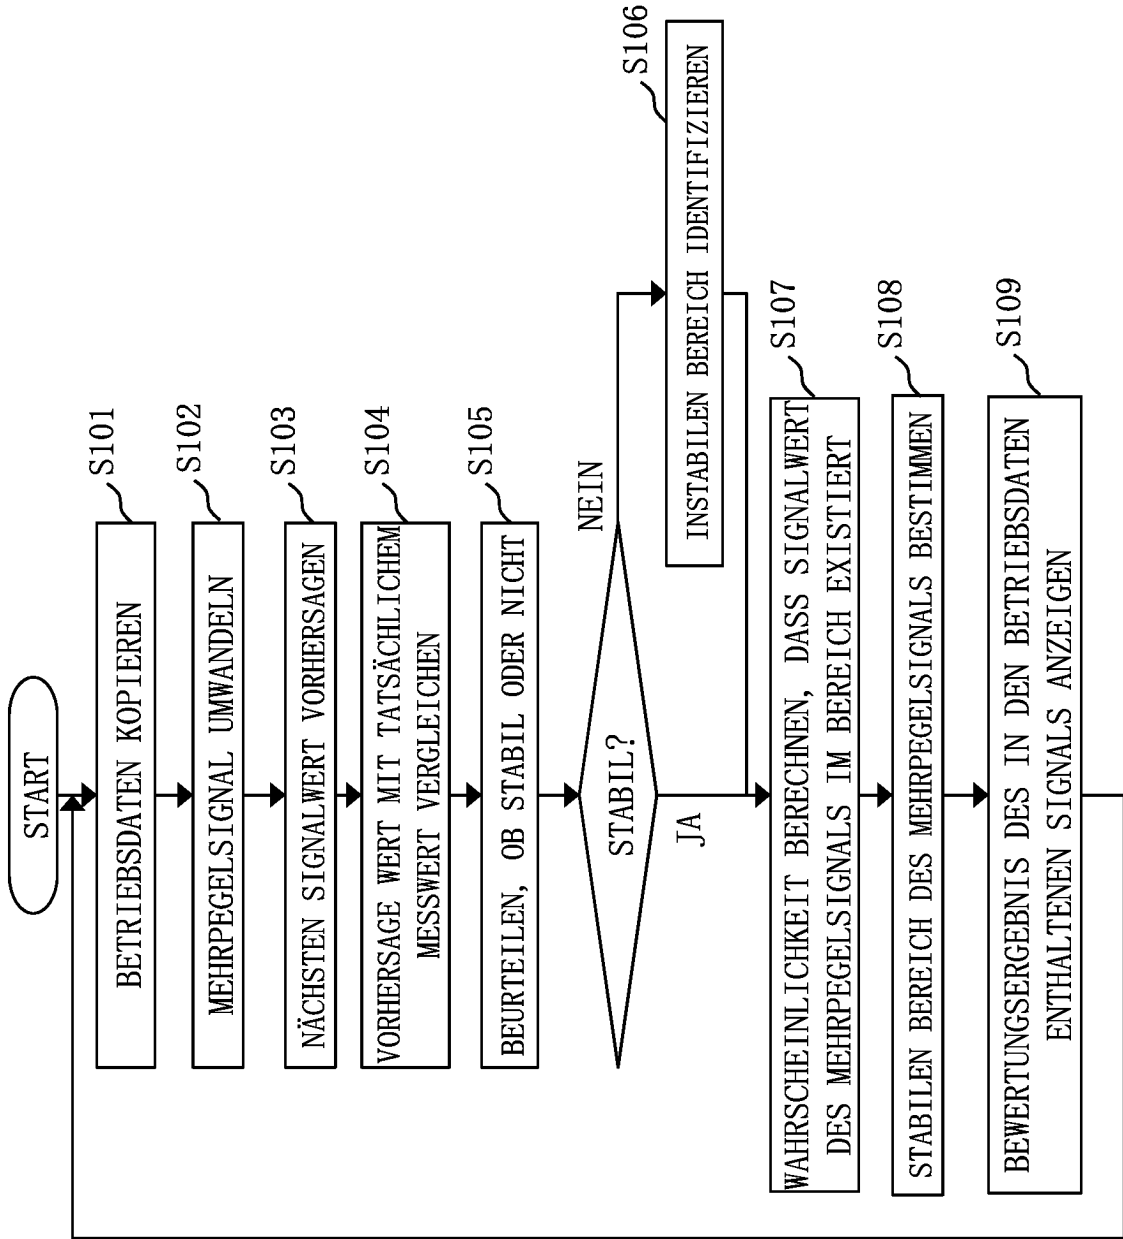 START
S101
BETRIEBSDATEN KOPIEREN
S102
MEHRPEGELSIGNAL UMWANDELN
S103
NÄCHSTEN SIGNALWERT VORHERSAGEN
S104
VORHERSAGE WERT MIT TATSÄCHLICHEM
MESSWERT VERGLEICHEN
S105
BEURTEILEN, OB STABIL ODER NICHT
STABIL?
NEIN
JA
S106
INSTABILEN BEREICH IDENTIFIZIEREN
S107
WAHRSCHEINLICHKEIT BERECHNEN, DASS SIGNALWERT
DES MEHRPEGELSIGNALS IM BEREICH EXISTIERT
S108
STABILEN BEREICH DES MEHRPEGELSIGNALS BESTIMMEN
S109
BEWERTUNGSERGEBNIS DES IN DEN BETRIEBSDATEN
ENTHALTENEN SIGNALS ANZEIGEN